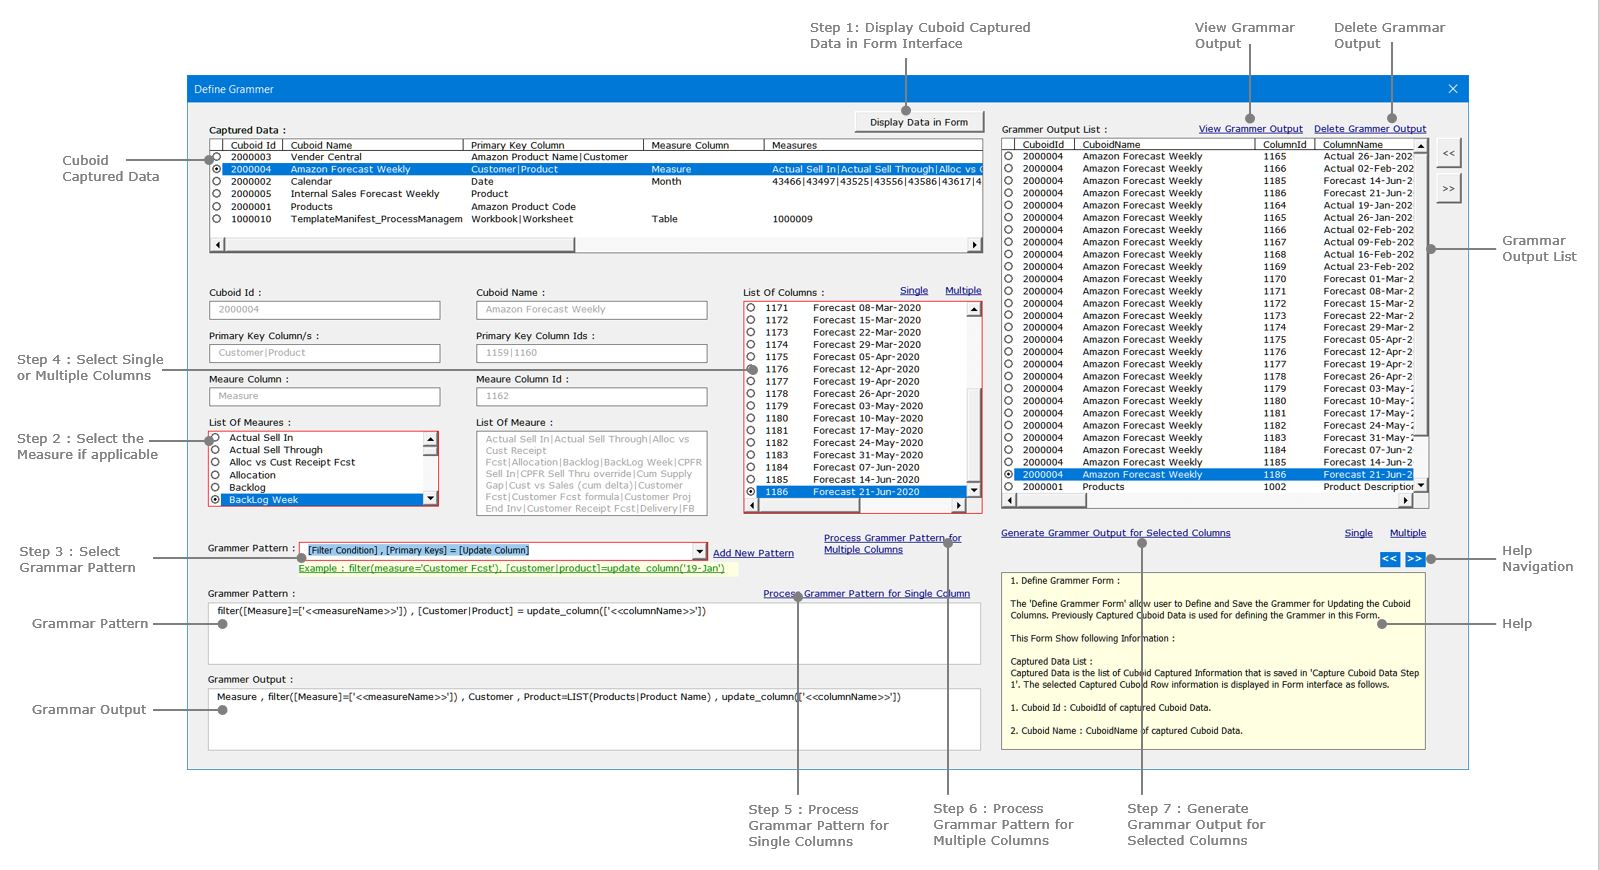 Step 1: Display Cuboid Captured
Data in Form Interface
View Grammar
Output
Delete Grammar
Output
Define Grammer
Display Data in Form
Captured Data :
Cuboid Id Cuboid Name Primary Key Column Measure Column Measures
2000003 Vender Central Amazon Product Name|Customer
2000004 Amazon Forecast Weekly Customer|Product Measure Actual Sell In|Actual Sell Through|Alloc vs C
2000002 Calendar Date Month 43466|43497|43525|43556|43586|43617|4
2000005 Internal Sales Forecast Weekly Product
2000001 Products Amazon Product Code
1000010 TemplateManifest_ProcessManagem Workbook|Worksheet Table 1000009
Cuboid
Captured Data
Grammer Output List :
View Grammer Output
Delete Grammer Output
CuboidId CuboidName ColumnId ColumnName
2000004 Amazon Forecast Weekly 1165 Actual 26-Jan-202
2000004 Amazon Forecast Weekly 1166 Actual 02-Feb-202
2000004 Amazon Forecast Weekly 1185 Forecast 14-Jun-2
2000004 Amazon Forecast Weekly 1186 Forecast 21-Jun-2
2000004 Amazon Forecast Weekly 1164 Actual 19-Jan-202
2000004 Amazon Forecast Weekly 1165 Actual 26-Jan-202
2000004 Amazon Forecast Weekly 1166 Actual 02-Feb-202
2000004 Amazon Forecast Weekly 1167 Actual 09-Feb-202
2000004 Amazon Forecast Weekly 1168 Actual 16-Feb-202
2000004 Amazon Forecast Weekly 1169 Actual 23-Feb-202
2000004 Amazon Forecast Weekly 1170 Forecast 01-Mar-2
2000004 Amazon Forecast Weekly 1171 Forecast 08-Mar-2
2000004 Amazon Forecast Weekly 1172 Forecast 15-Mar-2
2000004 Amazon Forecast Weekly 1173 Forecast 22-Mar-2
2000004 Amazon Forecast Weekly 1174 Forecast 29-Mar-2
2000004 Amazon Forecast Weekly 1175 Forecast 05-Apr-2
2000004 Amazon Forecast Weekly 1176 Forecast 12-Apr-2
2000004 Amazon Forecast Weekly 1177 Forecast 19-Apr-2
2000004 Amazon Forecast Weekly 1178 Forecast 26-Apr-2
2000004 Amazon Forecast Weekly 1179 Forecast 03-May-2
2000004 Amazon Forecast Weekly 1180 Forecast 10-May-2
2000004 Amazon Forecast Weekly 1181 Forecast 17-May-2
2000004 Amazon Forecast Weekly 1182 Forecast 24-May-2
2000004 Amazon Forecast Weekly 1183 Forecast 31-May-2
2000004 Amazon Forecast Weekly 1184 Forecast 07-Jun-2
2000004 Amazon Forecast Weekly 1185 Forecast 14-Jun-2
2000004 Amazon Forecast Weekly 1186 Forecast 21-Jun-2
2000001 Products 1002 Product Description
<<
>>
Grammar
Output List
Cuboid Id :
2000004
Cuboid Name :
Amazon Forecast Weekly
Primary Key Column/s :
Customer|Product
Primary Key Column Ids :
1159|1160
Meaure Column :
Measure
Meaure Column Id :
1162
List Of Meaures :
Actual Sell In
Actual Sell Through
Alloc vs Cust Receipt Fcst
Allocation
Backlog
BackLog Week
List Of Meaure :
Actual Sell In|Actual Sell Through|Alloc vs
Cust Receipt
Fcst|Allocation|Backlog|BackLog Week|CPFR
Sell In|CPFR Sell Thru override|Cum Supply
Gap|Cust vs Sales (cum delta)|Customer
Fcst|Customer Fcst formula|Customer Proj
End Inv|Customer Receipt Fcst|Delivery|FB
Step 4 : Select Single
or Multiple Columns
Step 2 : Select the
Measure if applicable
List Of Columns :
Single
Multiple
1171 Forecast 08-Mar-2020
1172 Forecast 15-Mar-2020
1173 Forecast 22-Mar-2020
1174 Forecast 29-Mar-2020
1175 Forecast 05-Apr-2020
1176 Forecast 12-Apr-2020
1177 Forecast 19-Apr-2020
1178 Forecast 26-Apr-2020
1179 Forecast 03-May-2020
1180 Forecast 10-May-2020
1181 Forecast 17-May-2020
1182 Forecast 24-May-2020
1183 Forecast 31-May-2020
1184 Forecast 07-Jun-2020
1185 Forecast 14-Jun-2020
1186 Forecast 21-Jun-2020
Step 3 : Select
Grammar Pattern
Grammer Pattern :
[Filter Condition] , [Primary Keys] = [Update Column]
Add New Pattern
Example : filter(measure='Customer Fcst'), [customer|product]=update_column('19-Jan')
Process Grammer Pattern for
Multiple Columns
Generate Grammer Output for Selected Columns
Single
Multiple
<<
>>
Help
Navigation
Grammer Pattern :
Process Grammer Pattern for Single Column
filter([Measure]=['<<measureName>>']) , [Customer|Product] = update_column(['<<columnName>>'])
Grammar Pattern
Grammer Output :
Measure , filter([Measure]=['<<measureName>>']) , Customer , Product=LIST(Products|Product Name) , update_column(['<<columnName>>'])
Grammar Output
1. Define Grammer Form :
The 'Define Grammer Form' allow user to Define and Save the Grammer for Updating the Cuboid
Columns. Previously Captured Cuboid Data is used for defining the Grammer in this Form.
This Form Show following Information :
Captured Data List :
Captured Data is the list of Cuboid Captured Information that is saved in 'Capture Cuboid Data Step
1'. The selected Captured Cuboid Row information is displayed in Form interface as follows.
1. Cuboid Id : CuboidId of captured Cuboid Data.
2. Cuboid Name : CuboidName of captured Cuboid Data.
Help
Step 5 : Process
Grammar Pattern for
Single Columns
Step 6 : Process
Grammar Pattern for
Multiple Columns
Step 7 : Generate
Grammar Output for
Selected Columns